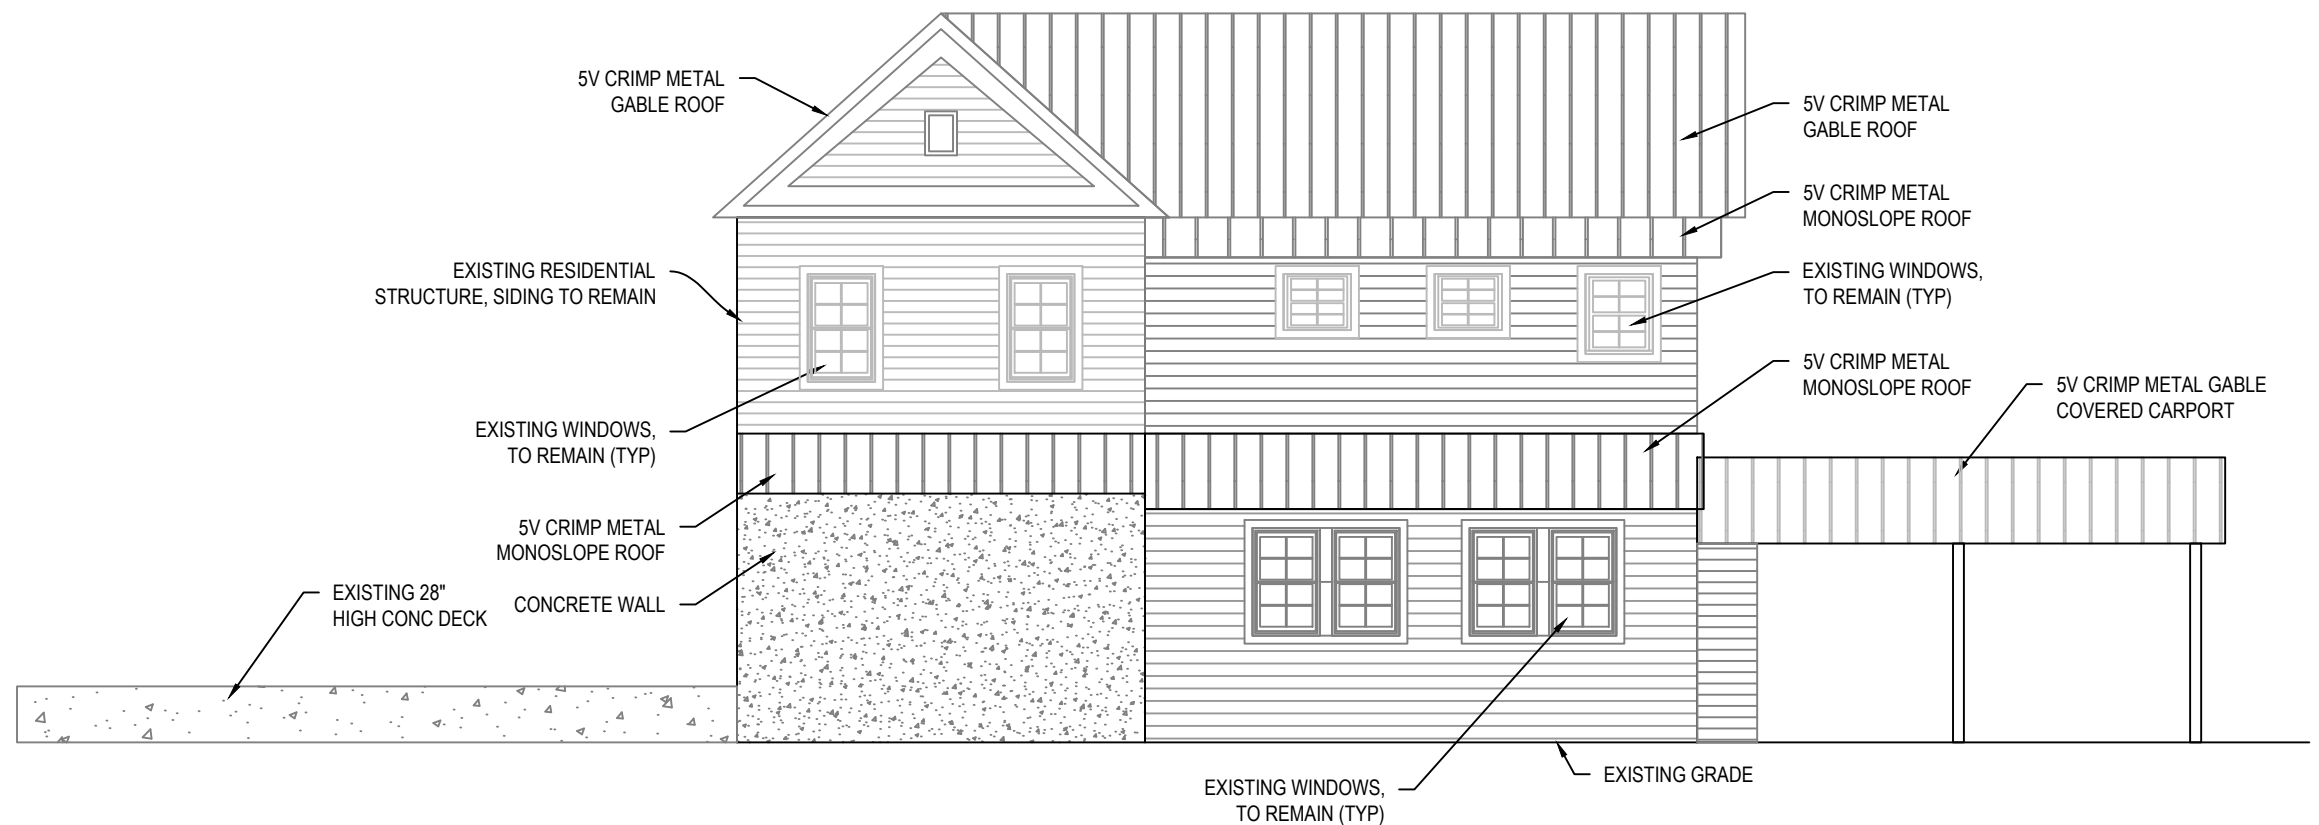 5V CRIMP METAL
GABLE ROOF
5V CRIMP METAL
GABLE ROOF
5V CRIMP METAL
MONOSLOPE ROOF
EXISTING RESIDENTIAL
STRUCTURE, SIDING TO REMAIN
EXISTING WINDOWS,
TO REMAIN (TYP)
5V CRIMP METAL
MONOSLOPE ROOF
5V CRIMP METAL GABLE
COVERED CARPORT
EXISTING WINDOWS,
TO REMAIN (TYP)
5V CRIMP METAL
MONOSLOPE ROOF
EXISTING 28"
HIGH CONC DECK
CONCRETE WALL
EXISTING GRADE
EXISTING WINDOWS,
TO REMAIN (TYP)